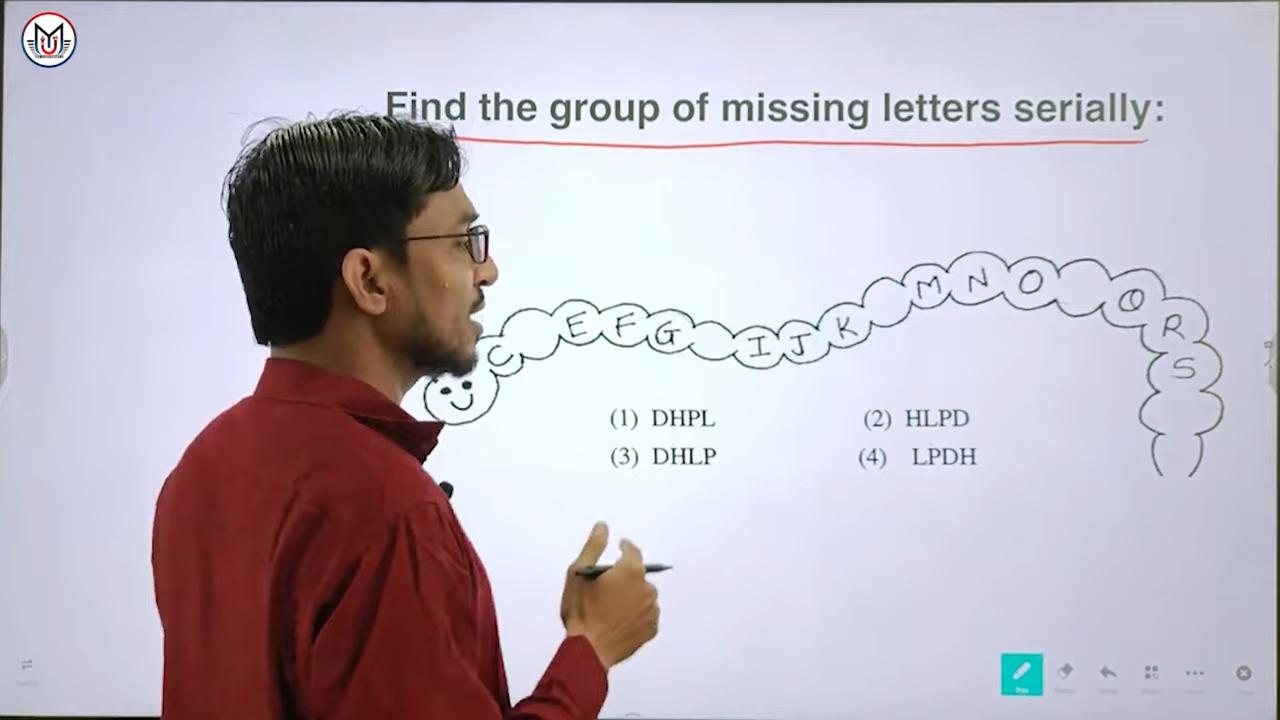 Find the group of missing letters serially:
C E F G I J K M N O Q R S
(1) DHPL (2) HLPD
(3) DHLP (4) LPDH